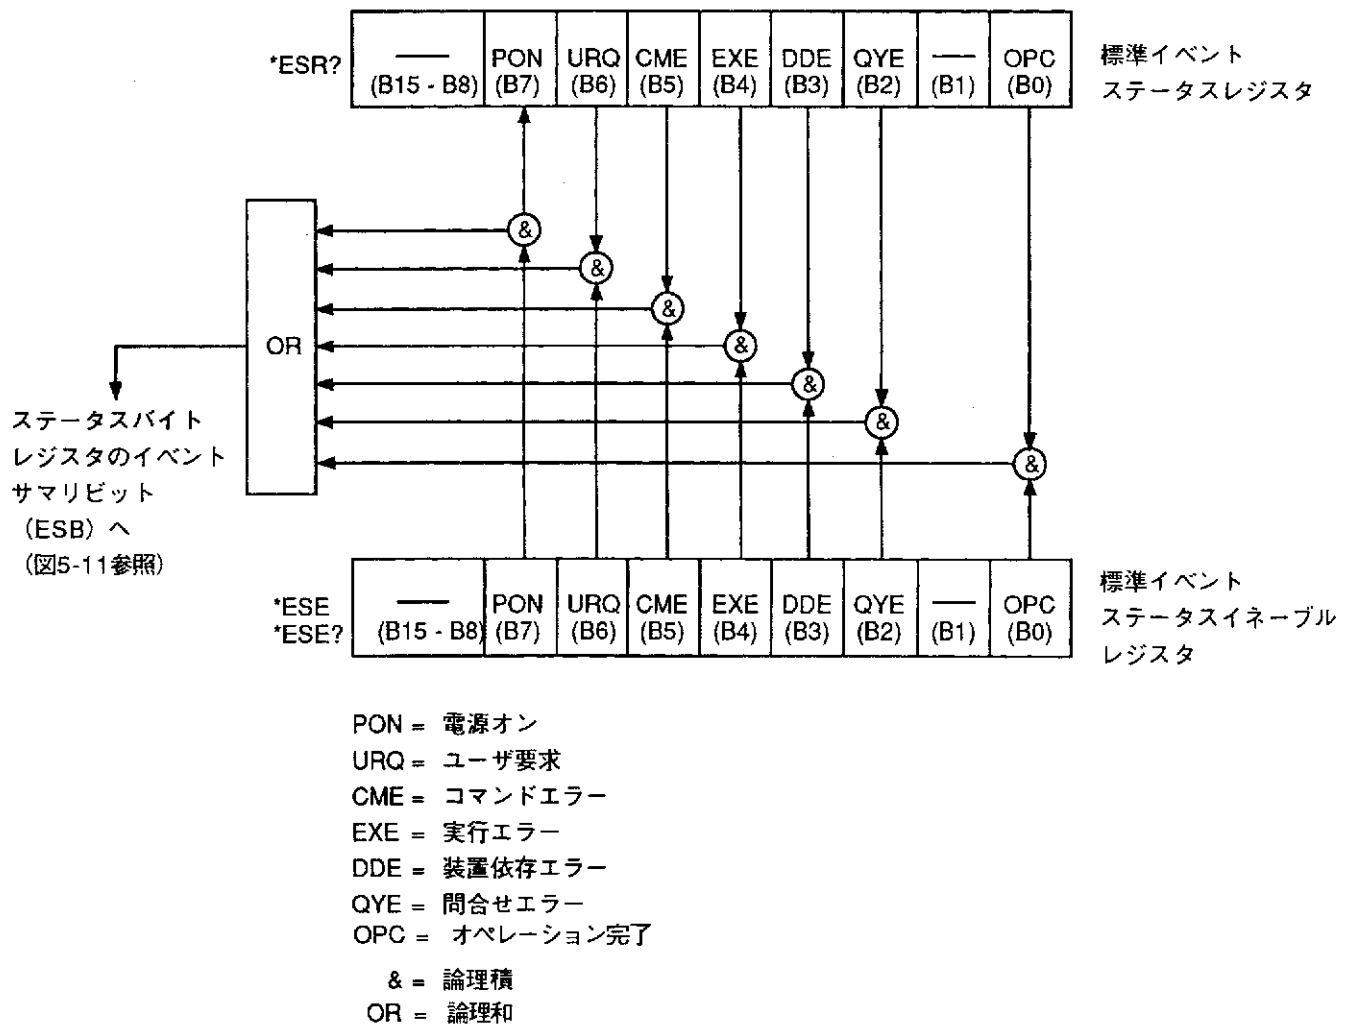 *ESR?
—— PON URQ CME EXE DDE QYE —— OPC
(B15 - B8) (B7) (B6) (B5) (B4) (B3) (B2) (B1) (B0)
標準イベント
ステータスレジスタ
&
&
&
&
&
&
&
OR
ステータスバイト
レジスタのイベント
サマリビット
(ESB) へ
(図5-11参照)
*ESE
*ESE?
—— PON URQ CME EXE DDE QYE —— OPC
(B15 - B8) (B7) (B6) (B5) (B4) (B3) (B2) (B1) (B0)
標準イベント
ステータスイネーブル
レジスタ
PON = 電源オン
URQ = ユーザ要求
CME = コマンドエラー
EXE = 実行エラー
DDE = 装置依存エラー
QYE = 問合せエラー
OPC = オペレーション完了
& = 論理積
OR = 論理和